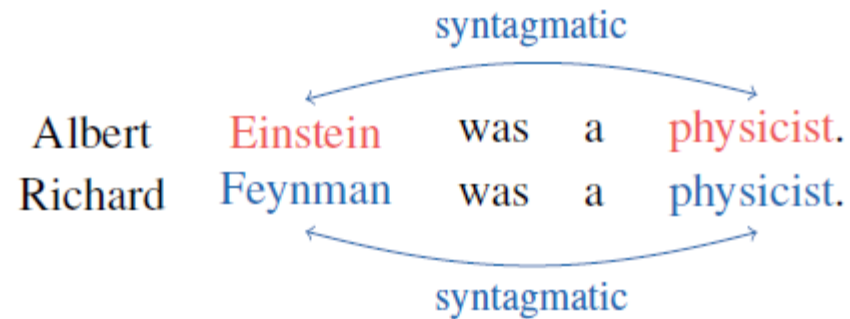 syntagmatic
Albert Einstein was a physicist.
Richard Feynman was a physicist.
syntagmatic